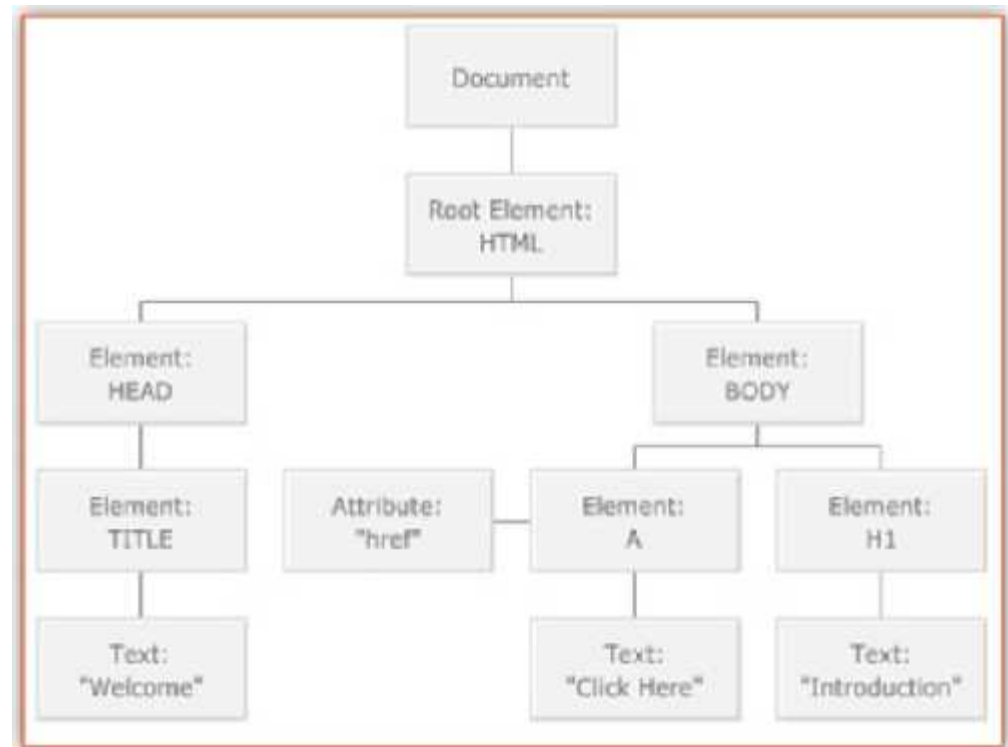 Document
Root Element:
HTML
Element:
HEAD
Element:
BODY
Element:
TITLE
Attribute:
"href"
Element:
A
Element:
H1
Text:
"Welcome"
Text:
"Click Here"
Text:
"Introduction"